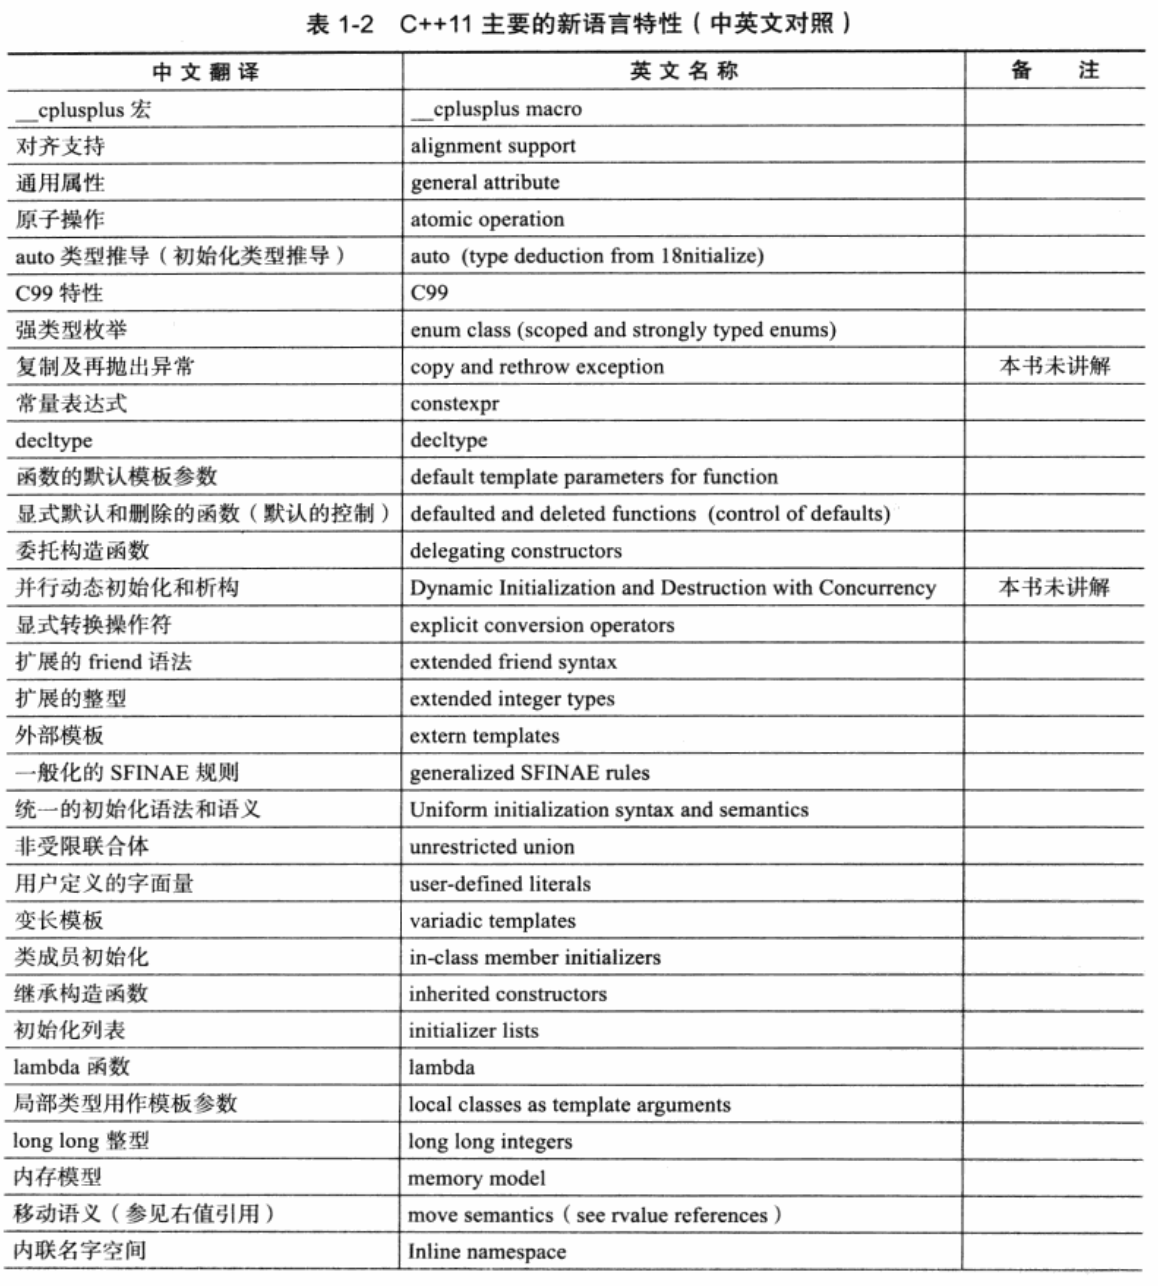 表 1-2 C++11 主要的新语言特性（中英文对照）
中文翻译 英文名称 备 注
__cplusplus 宏 __cplusplus macro
对齐支持 alignment support
通用属性 general attribute
原子操作 atomic operation
auto 类型推导（初始化类型推导） auto (type deduction from 18nitialize)
C99 特性 C99
强类型枚举 enum class (scoped and strongly typed enums)
复制及再抛出异常 copy and rethrow exception 本书未讲解
常量表达式 constexpr
decltype decltype
函数的默认模板参数 default template parameters for function
显式默认和删除的函数（默认的控制） defaulted and deleted functions (control of defaults)
委托构造函数 delegating constructors
并行动态初始化和析构 Dynamic Initialization and Destruction with Concurrency 本书未讲解
显式转换操作符 explicit conversion operators
扩展的 friend 语法 extended friend syntax
扩展的整型 extended integer types
外部模板 extern templates
一般化的 SFINAE 规则 generalized SFINAE rules
统一的初始化语法和语义 Uniform initialization syntax and semantics
非受限联合体 unrestricted union
用户定义的字面量 user-defined literals
变长模板 variadic templates
类成员初始化 in-class member initializers
继承构造函数 inherited constructors
初始化列表 initializer lists
lambda 函数 lambda
局部类型用作模板参数 local classes as template arguments
long long 整型 long long integers
内存模型 memory model
移动语义（参见右值引用） move semantics（see rvalue references）
内联名字空间 Inline namespace